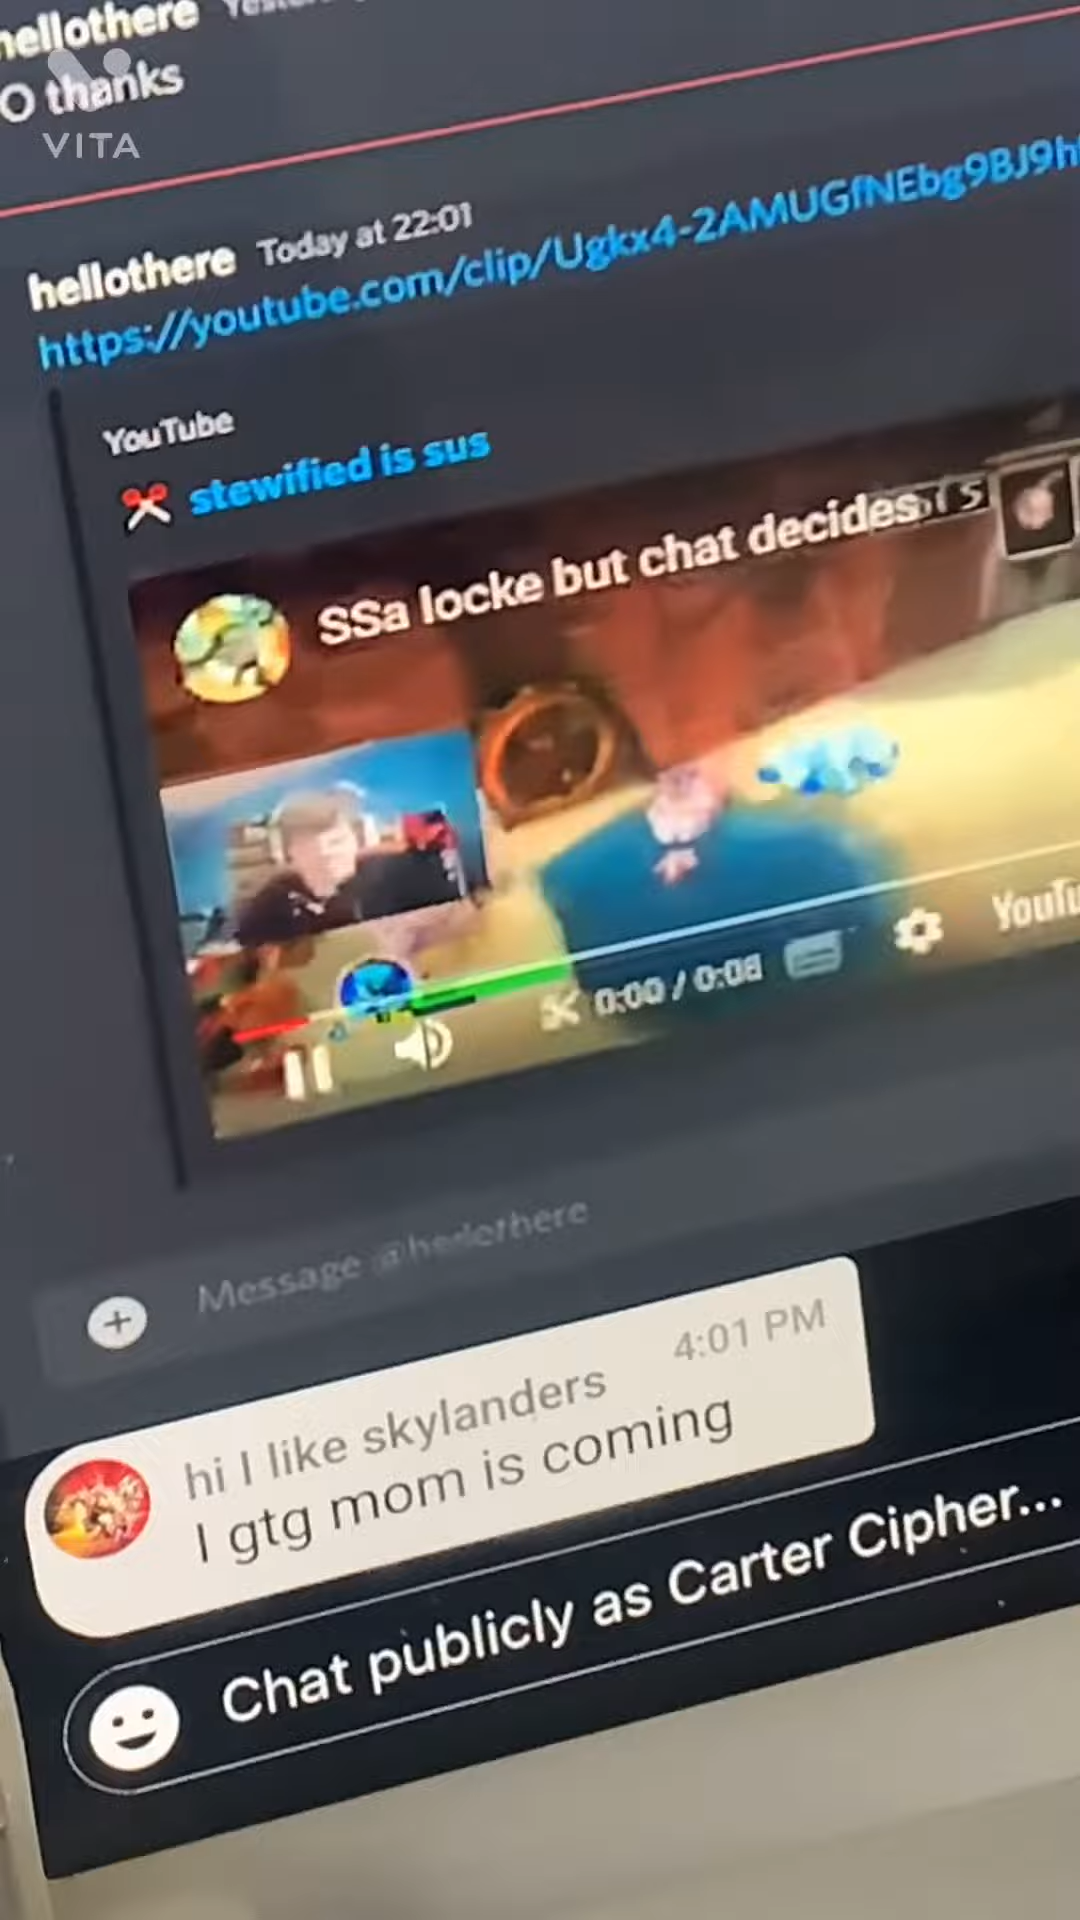 hellothere
O thanks
VITA
hellothere Today at 22:01
https://youtube.com/clip/Ugkx4-2AMUGfNEbg9BJ9h
YouTube
stewified is sus
SSa locke but chat decides
0:00 / 0:08
Message @hellothere
4:01 PM
hi I like skylanders
I gtg mom is coming
Chat publicly as Carter Cipher...